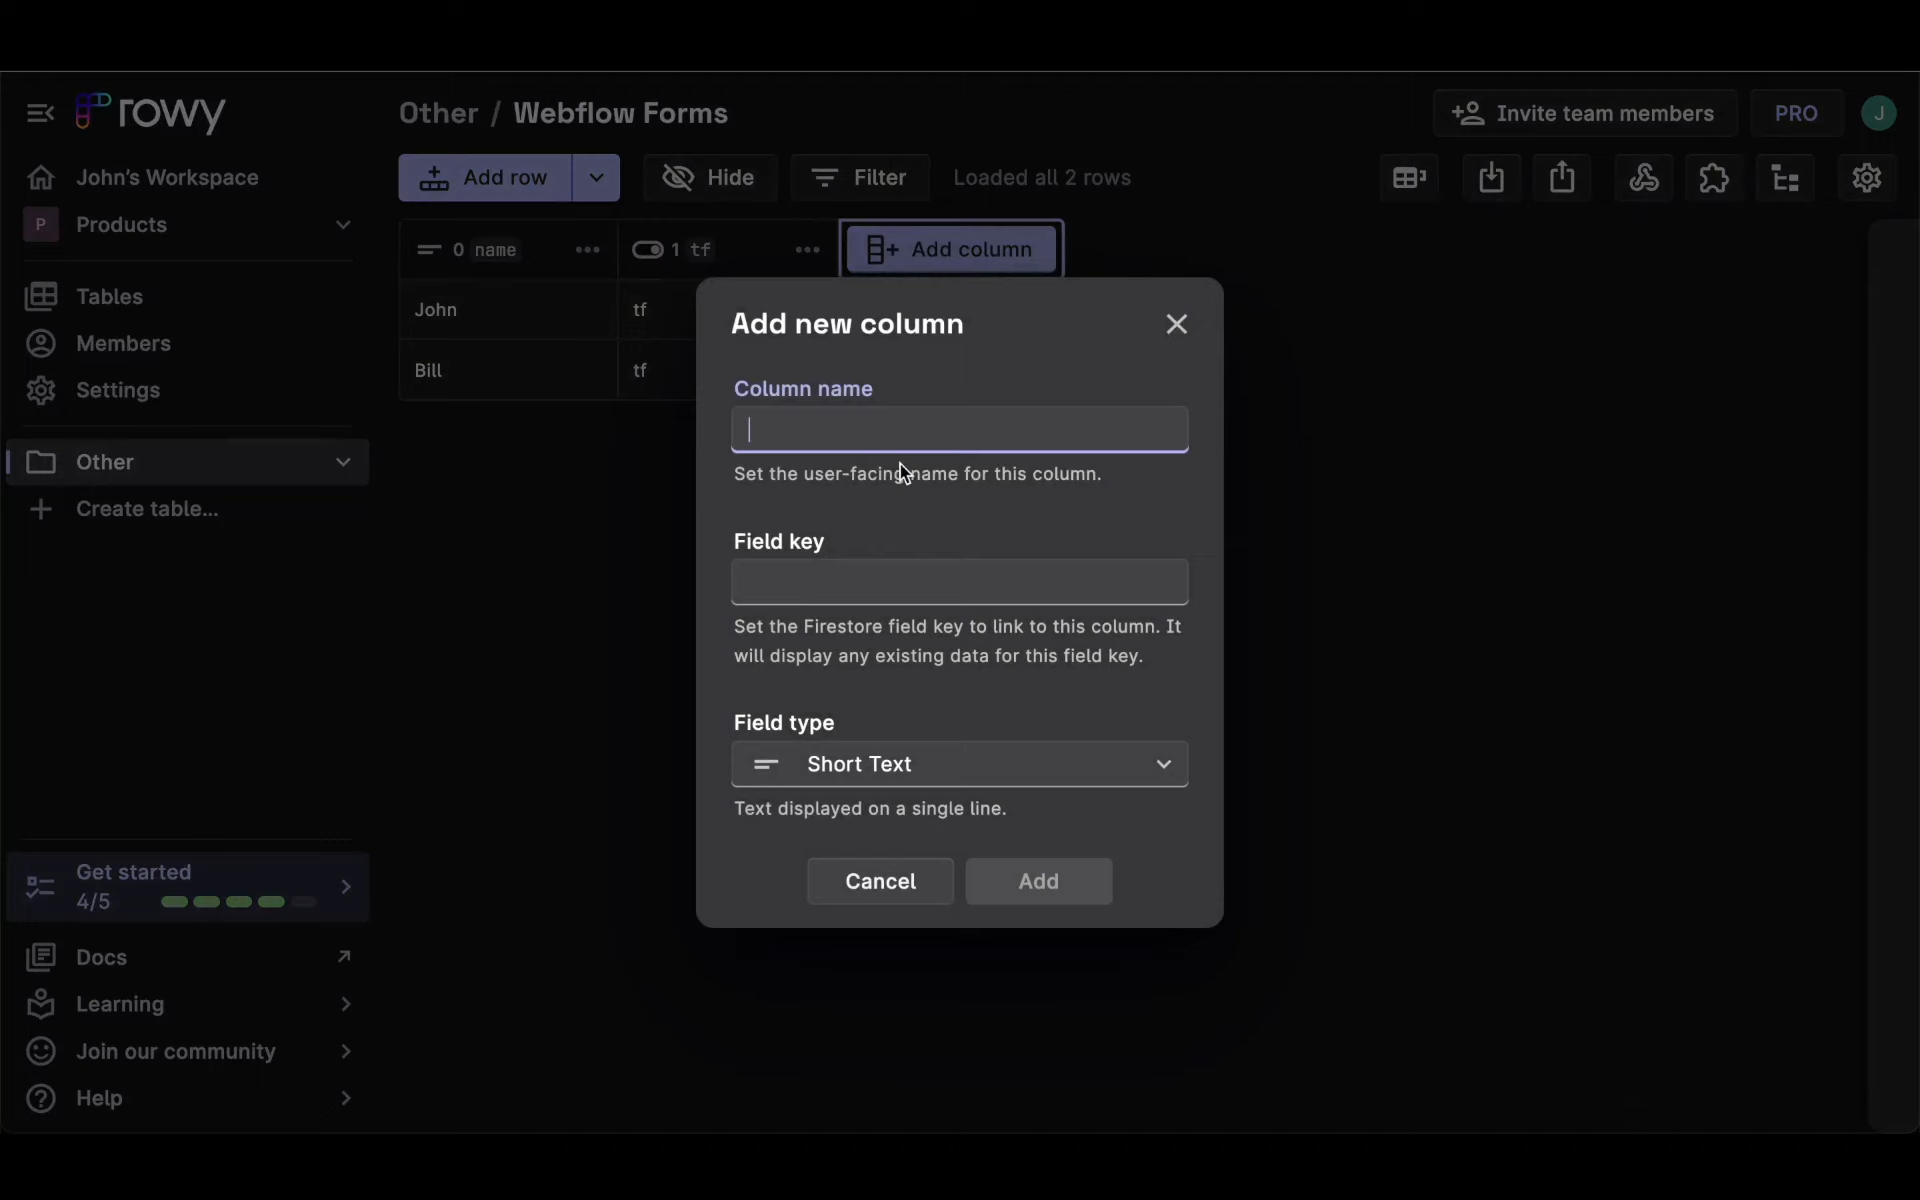 rowy
Other / Webflow Forms
Invite team members
PRO
J
John's Workspace
Add row
Hide
Filter
Loaded all 2 rows
P
Products
0 name
1 tf
Add column
Tables
John
tf
Add new column
Members
Bill
tf
Settings
Column name
Other
Set the user-facing name for this column.
Create table...
Field key
Set the Firestore field key to link to this column. It
will display any existing data for this field key.
Field type
Short Text
Text displayed on a single line.
Get started
4/5
Cancel
Add
Docs
Learning
Join our community
Help